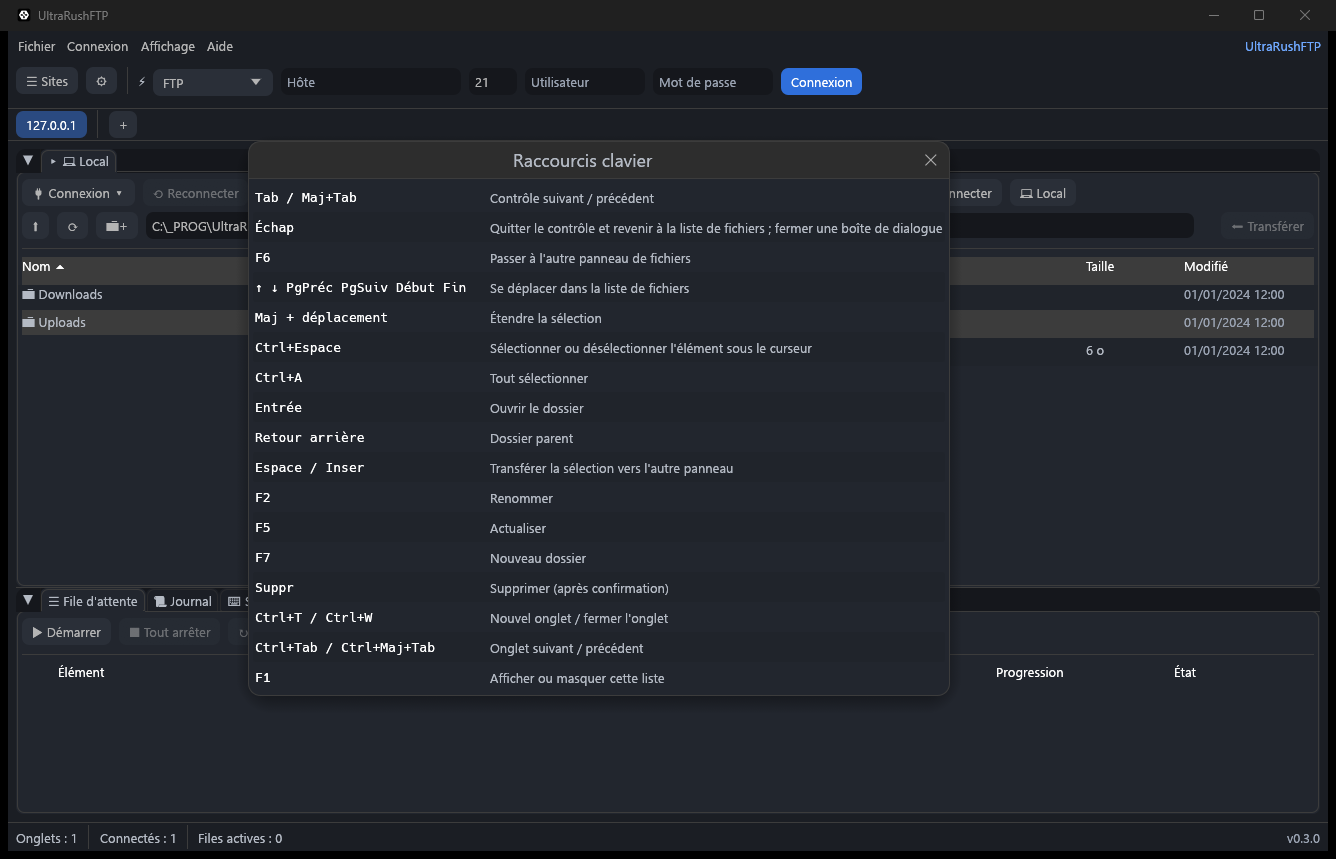 UltraRushFTP
Fichier Connexion Affichage Aide UltraRushFTP
Sites FTP Hôte 21 Utilisateur Mot de passe Connexion
127.0.0.1 +
Local
Raccourcis clavier
Connexion Reconnecter Local
C:\_PROG\UltraR Transférer
Nom Taille Modifié
Downloads 01/01/2024 12:00
Uploads 01/01/2024 12:00
6 o 01/01/2024 12:00
Tab / Maj+Tab Contrôle suivant / précédent
Échap Quitter le contrôle et revenir à la liste de fichiers ; fermer une boîte de dialogue
F6 Passer à l'autre panneau de fichiers
↑ ↓ PgPréc PgSuiv Début Fin Se déplacer dans la liste de fichiers
Maj + déplacement Étendre la sélection
Ctrl+Espace Sélectionner ou désélectionner l'élément sous le curseur
Ctrl+A Tout sélectionner
Entrée Ouvrir le dossier
Retour arrière Dossier parent
Espace / Inser Transférer la sélection vers l'autre panneau
F2 Renommer
F5 Actualiser
F7 Nouveau dossier
Suppr Supprimer (après confirmation)
Ctrl+T / Ctrl+W Nouvel onglet / fermer l'onglet
Ctrl+Tab / Ctrl+Maj+Tab Onglet suivant / précédent
F1 Afficher ou masquer cette liste
File d'attente Journal
Démarrer Tout arrêter
Élément Progression État
Onglets : 1 Connectés : 1 Files actives : 0 v0.3.0